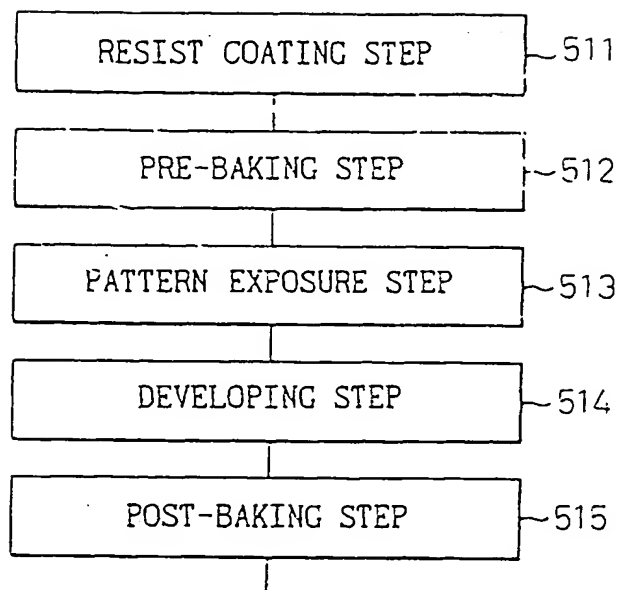 RESIST COATING STEP 511
PRE-BAKING STEP 512
PATTERN EXPOSURE STEP 513
DEVELOPING STEP 514
POST-BAKING STEP 515